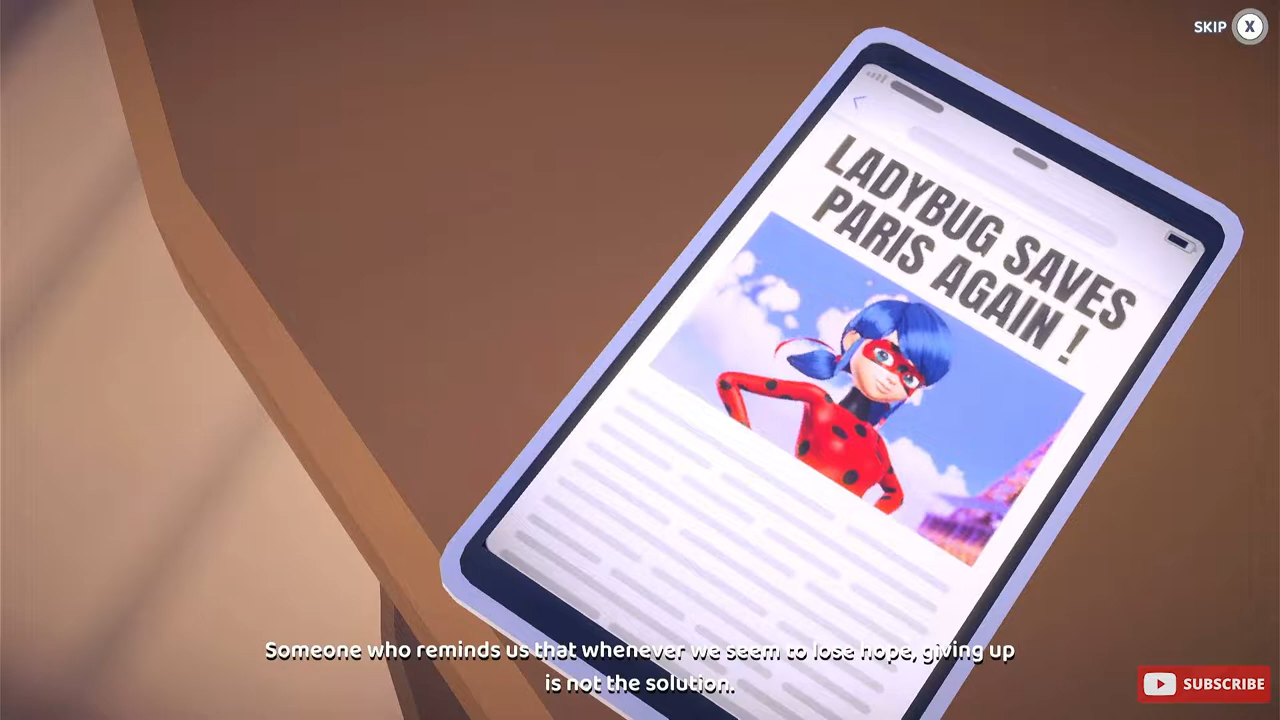 SKIP X
LADYBUG SAVES
PARIS AGAIN !
Someone who reminds us that whenever we seem to lose hope, giving up
is not the solution.
SUBSCRIBE